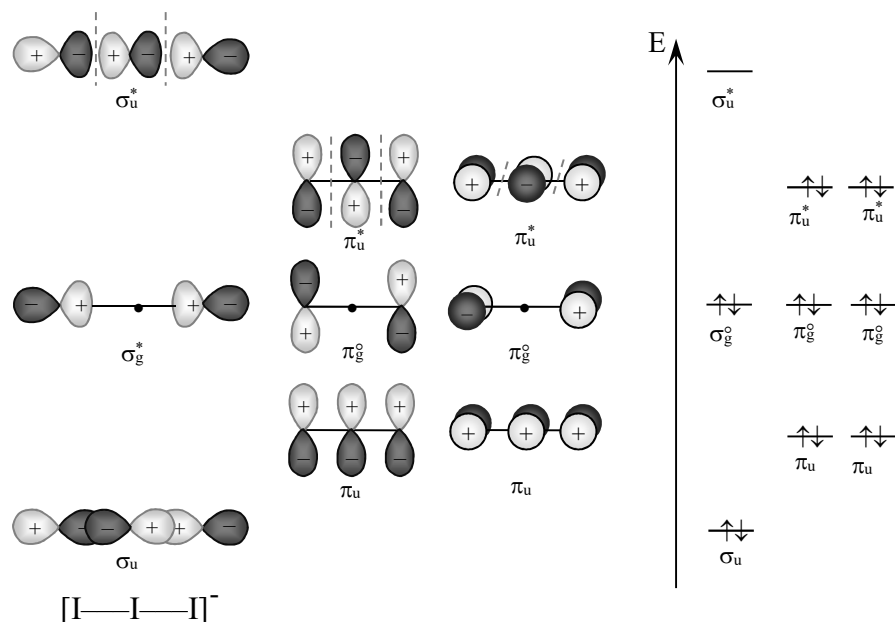 E
+ − + − + −
σu*
σu*
+ − +
− + −
+ − +
πu*
πu*
πu*
πu*
− + + −
σg*
− +
+ −
− +
πg°
πg°
σg°
πg°
πg°
+ + +
− − −
+ + +
πu
πu
πu
πu
+ − − + + −
σu
σu
[I—I—I]⁻